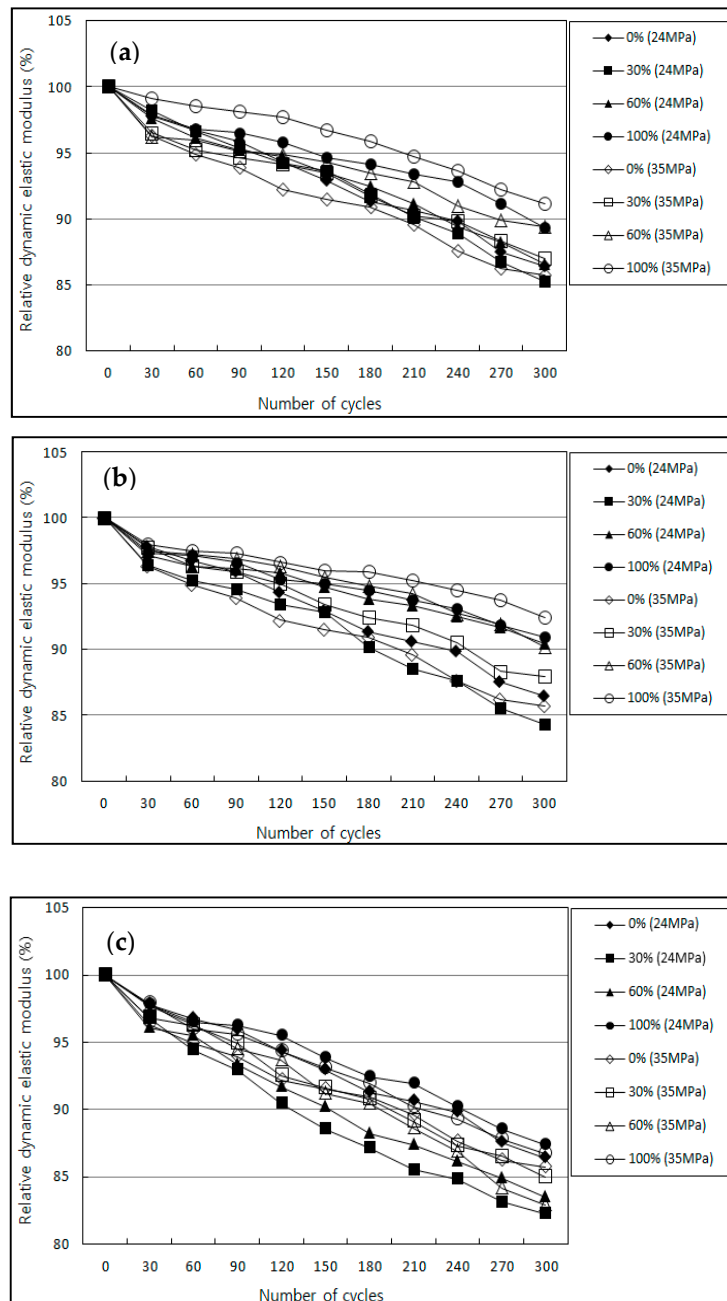 105
100
95
90
85
80
Relative dynamic elastic modulus (%)
(a)
0 30 60 90 120 150 180 210 240 270 300
Number of cycles
0% (24MPa)
30% (24MPa)
60% (24MPa)
100% (24MPa)
0% (35MPa)
30% (35MPa)
60% (35MPa)
100% (35MPa)
105
100
95
90
85
80
Relative dynamic elastic modulus (%)
(b)
0 30 60 90 120 150 180 210 240 270 300
Number of cycles
0% (24MPa)
30% (24MPa)
60% (24MPa)
100% (24MPa)
0% (35MPa)
30% (35MPa)
60% (35MPa)
100% (35MPa)
105
100
95
90
85
80
Relative dynamic elastic modulus (%)
(c)
0 30 60 90 120 150 180 210 240 270 300
Number of cycles
0% (24MPa)
30% (24MPa)
60% (24MPa)
100% (24MPa)
0% (35MPa)
30% (35MPa)
60% (35MPa)
100% (35MPa)